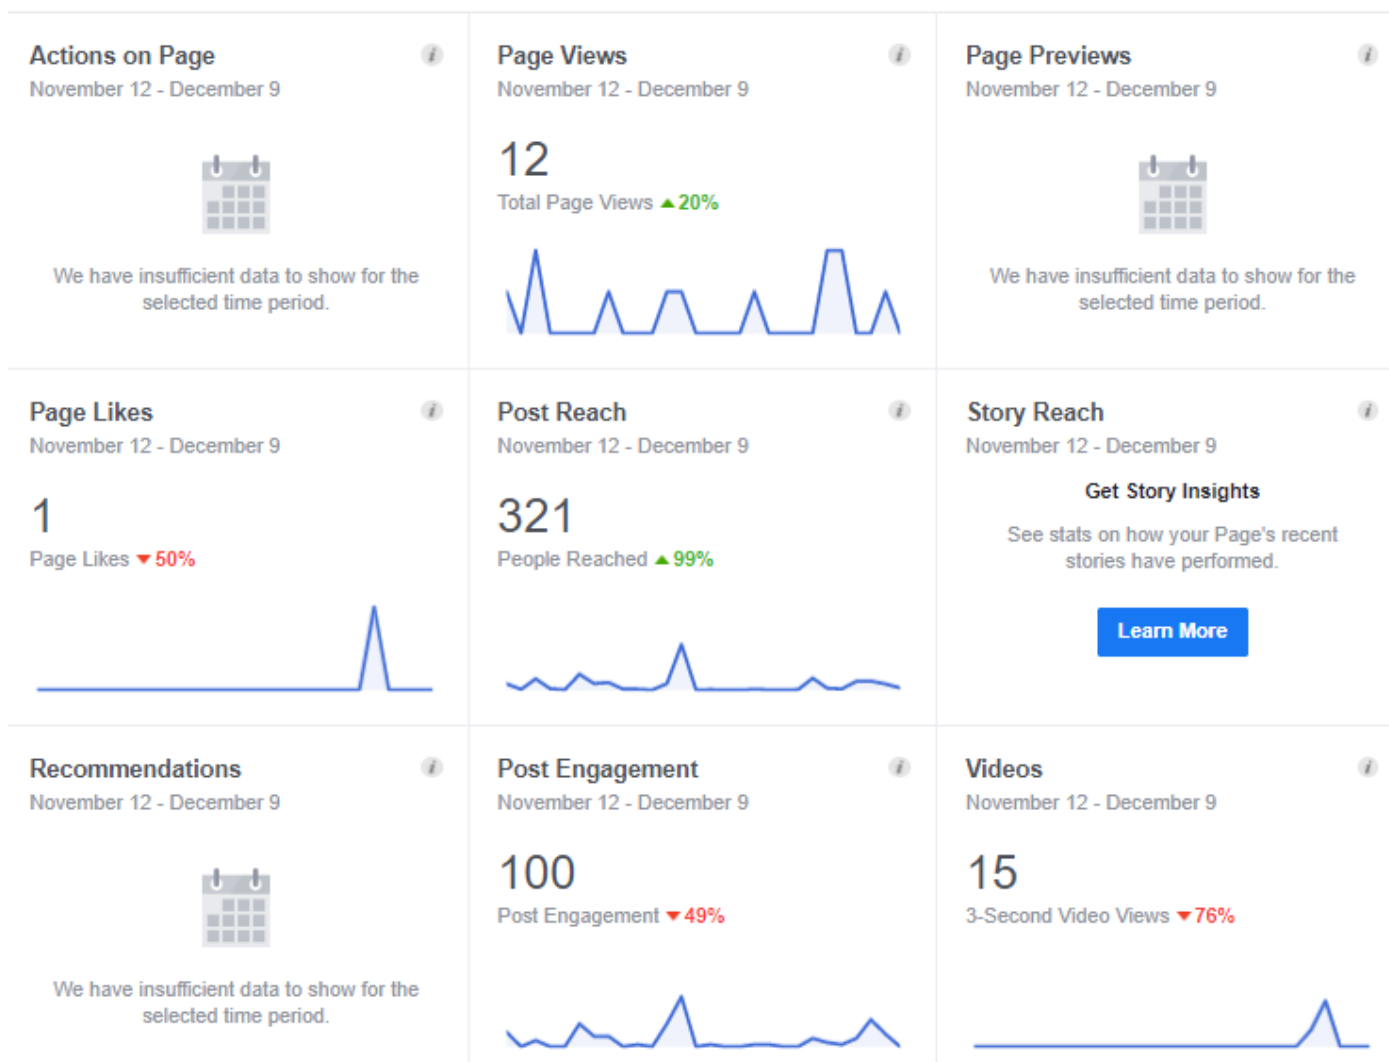 Actions on Page
November 12 - December 9
We have insufficient data to show for the
selected time period.
Page Views
November 12 - December 9
12
Total Page Views ▲ 20%
Page Previews
November 12 - December 9
We have insufficient data to show for the
selected time period.
Page Likes
November 12 - December 9
1
Page Likes ▼ 50%
Post Reach
November 12 - December 9
321
People Reached ▲ 99%
Story Reach
November 12 - December 9
Get Story Insights
See stats on how your Page's recent
stories have performed.
Learn More
Recommendations
November 12 - December 9
We have insufficient data to show for the
selected time period.
Post Engagement
November 12 - December 9
100
Post Engagement ▼ 49%
Videos
November 12 - December 9
15
3-Second Video Views ▼ 76%